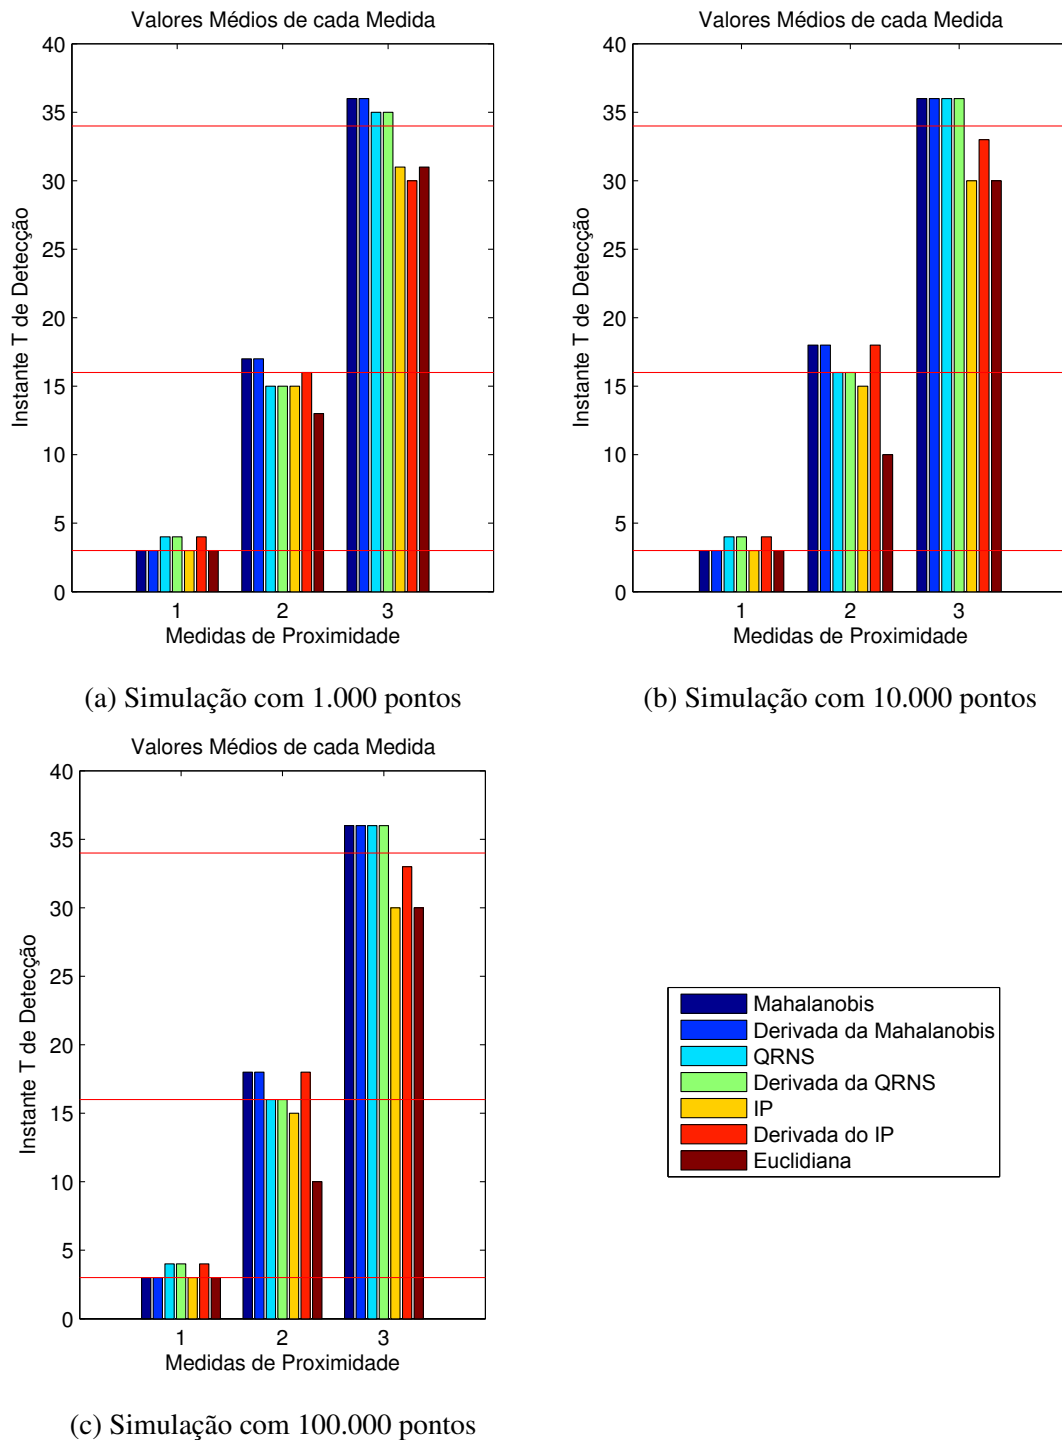 Valores Médios de cada Medida
40
35
30
25
20
15
10
5
0
Instante T de Detecção
1 2 3
Medidas de Proximidade
(a) Simulação com 1.000 pontos
Valores Médios de cada Medida
40
35
30
25
20
15
10
5
0
Instante T de Detecção
1 2 3
Medidas de Proximidade
(b) Simulação com 10.000 pontos
Valores Médios de cada Medida
40
35
30
25
20
15
10
5
0
Instante T de Detecção
1 2 3
Medidas de Proximidade
(c) Simulação com 100.000 pontos
Mahalanobis
Derivada da Mahalanobis
QRNS
Derivada da QRNS
IP
Derivada do IP
Euclidiana